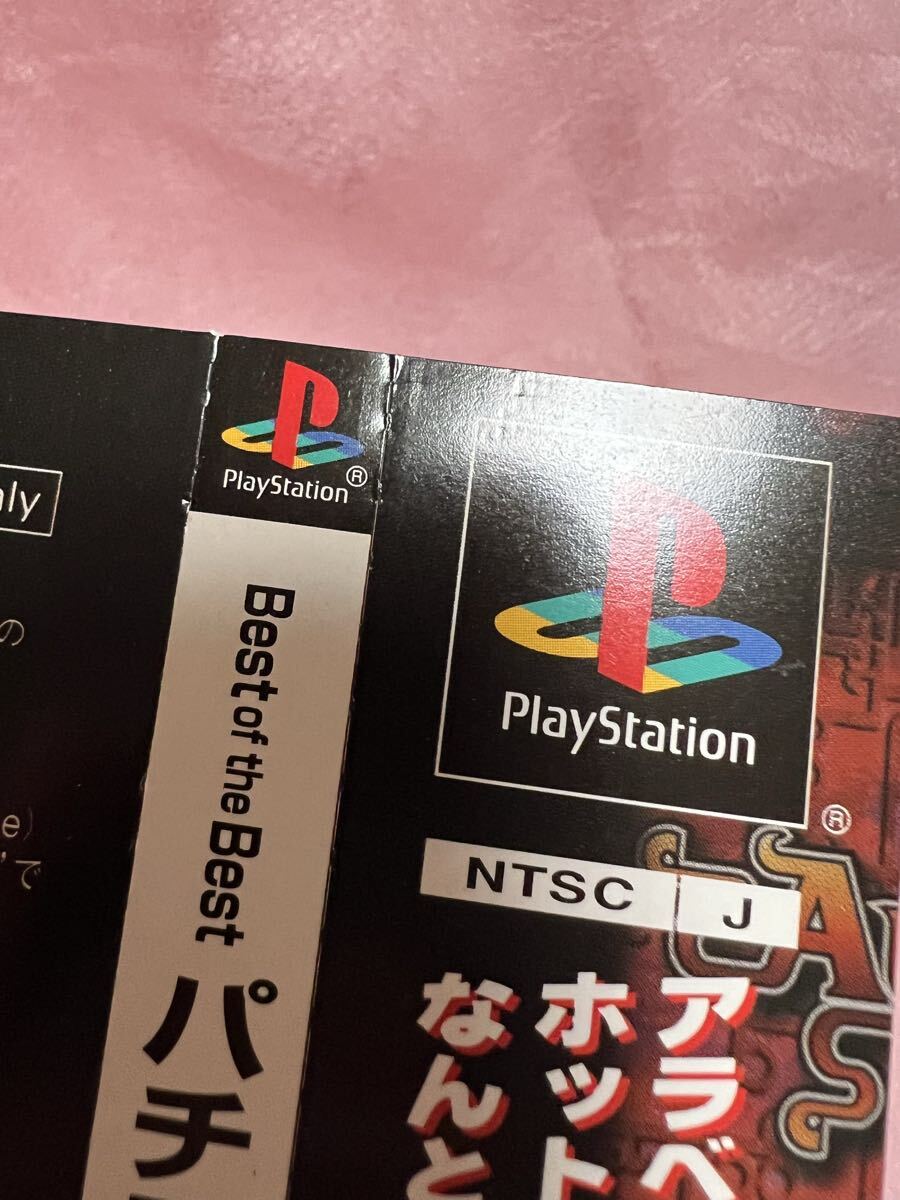 PlayStation®
Best of the Best パチ
PlayStation
®
NTSC J
アラベ
ホット
なんと
の
e)
で